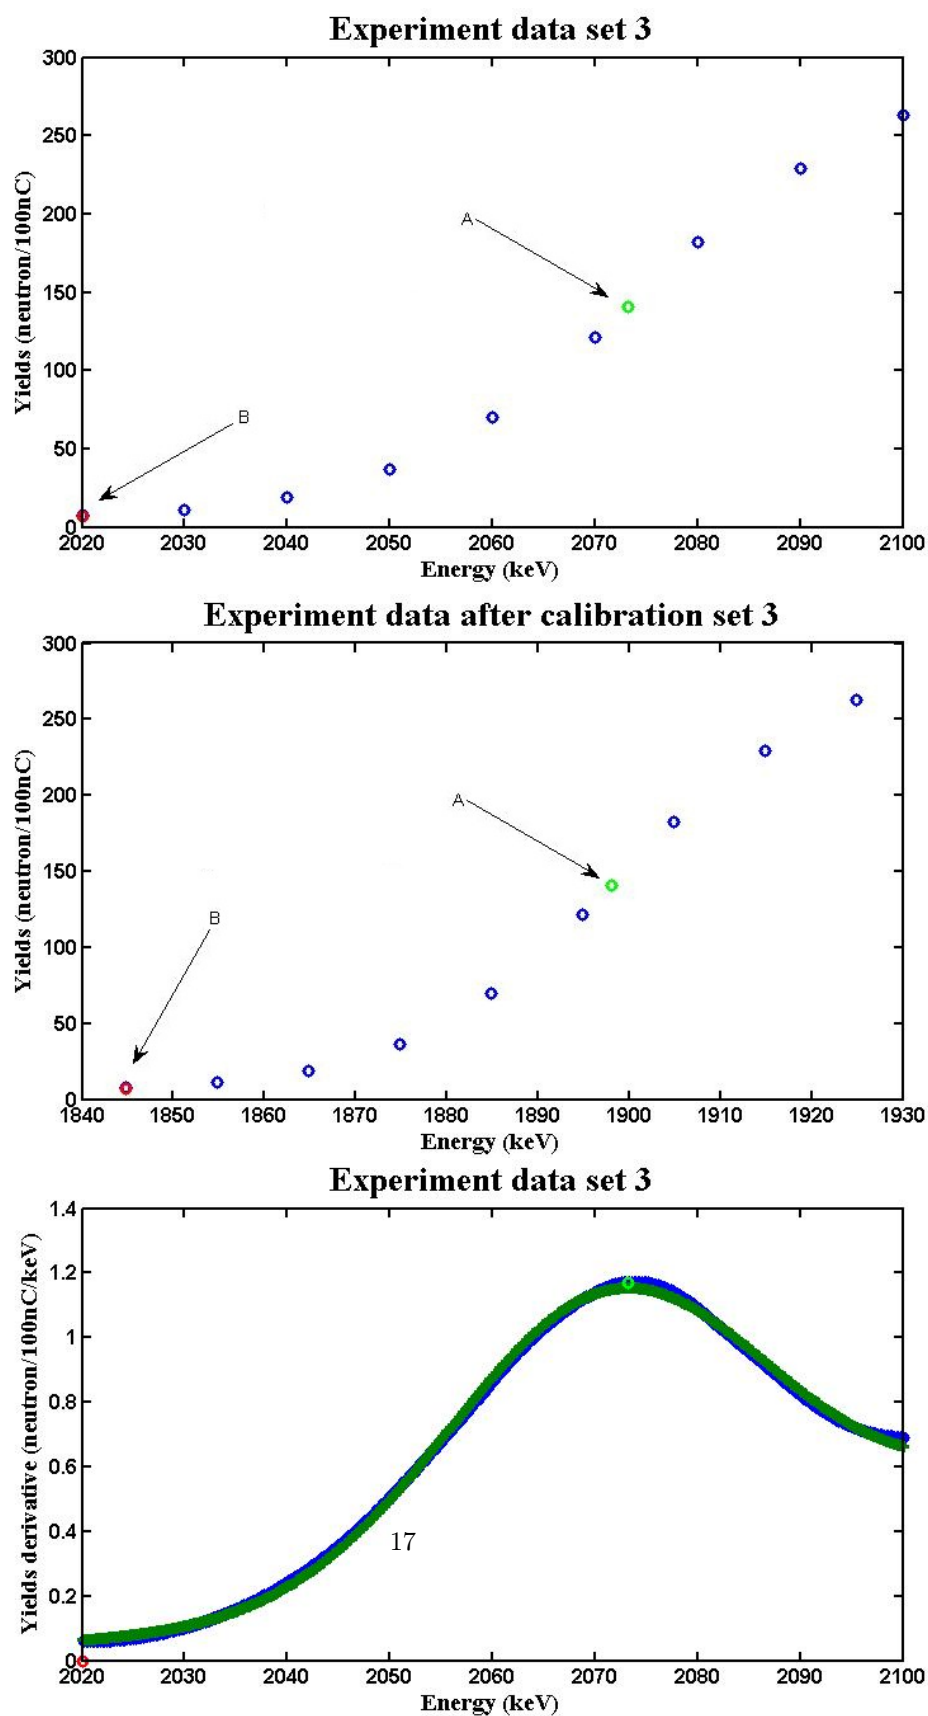 Experiment data set 3
300
250
200
150
100
50
0
Yields (neutron/100nC)
A
B
2020 2030 2040 2050 2060 2070 2080 2090 2100
Energy (keV)
Experiment data after calibration set 3
300
250
200
150
100
50
0
Yields (neutron/100nC)
A
B
1840 1850 1860 1870 1880 1890 1900 1910 1920 1930
Energy (keV)
Experiment data set 3
1.4
1.2
1
0.8
0.6
0.4
0.2
0
Yields derivative (neutron/100nC/keV)
17
2020 2030 2040 2050 2060 2070 2080 2090 2100
Energy (keV)